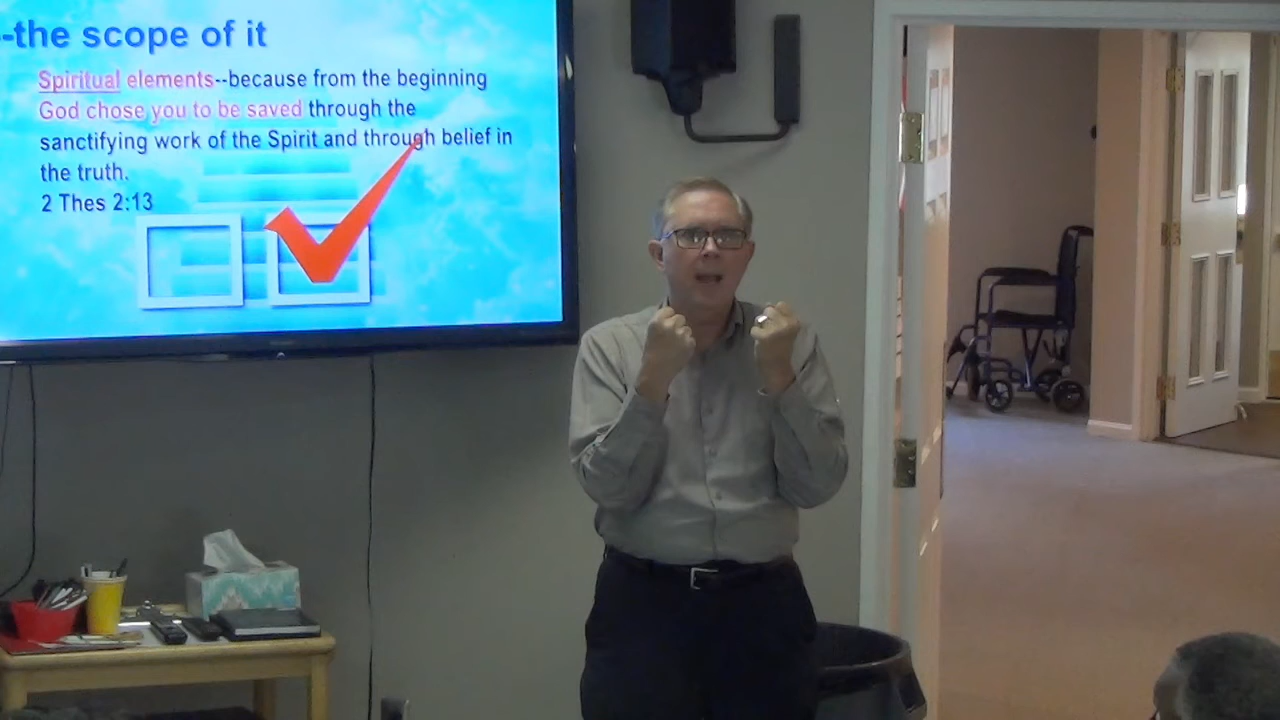 --the scope of it
Spiritual elements--because from the beginning
God chose you to be saved through the
sanctifying work of the Spirit and through belief in
the truth.
2 Thes 2:13